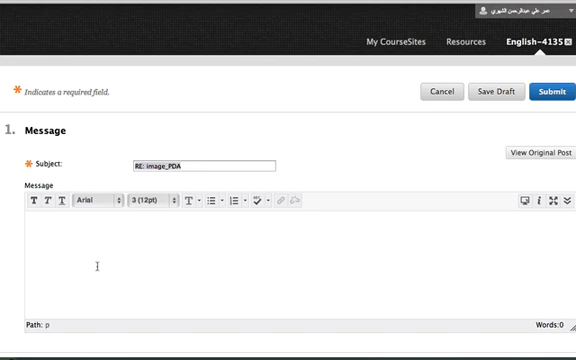 عمر علي عبدالرحمن الشهري
My CourseSites Resources English-4135
* Indicates a required field.
Cancel Save Draft Submit
1. Message
View Original Post
* Subject: RE: image_PDA
Message
T T T Arial 3 (12pt) T
Path: p Words:0